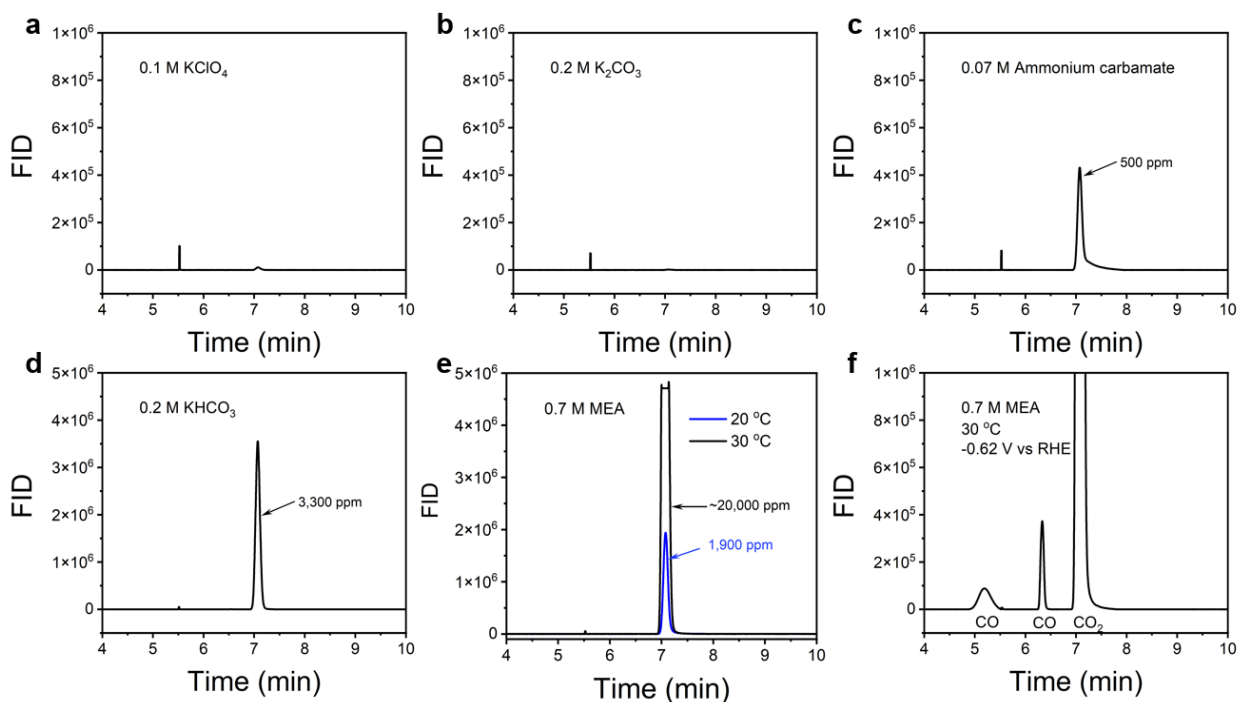 a
0.1 M KClO₄
FID
1×10⁶
8×10⁵
6×10⁵
4×10⁵
2×10⁵
0
4 5 6 7 8 9 10
Time (min)
b
0.2 M K₂CO₃
FID
1×10⁶
8×10⁵
6×10⁵
4×10⁵
2×10⁵
0
4 5 6 7 8 9 10
Time (min)
c
0.07 M Ammonium carbamate
500 ppm
FID
1×10⁶
8×10⁵
6×10⁵
4×10⁵
2×10⁵
0
4 5 6 7 8 9 10
Time (min)
d
0.2 M KHCO₃
3,300 ppm
FID
5×10⁶
4×10⁶
3×10⁶
2×10⁶
1×10⁶
0
4 5 6 7 8 9 10
Time (min)
e
0.7 M MEA
20 °C
30 °C
~20,000 ppm
1,900 ppm
FID
5×10⁶
4×10⁶
3×10⁶
2×10⁶
1×10⁶
0
4 5 6 7 8 9 10
Time (min)
f
0.7 M MEA
30 °C
-0.62 V vs RHE
FID
1×10⁶
8×10⁵
6×10⁵
4×10⁵
2×10⁵
0
CO CO CO₂
4 5 6 7 8 9 10
Time (min)